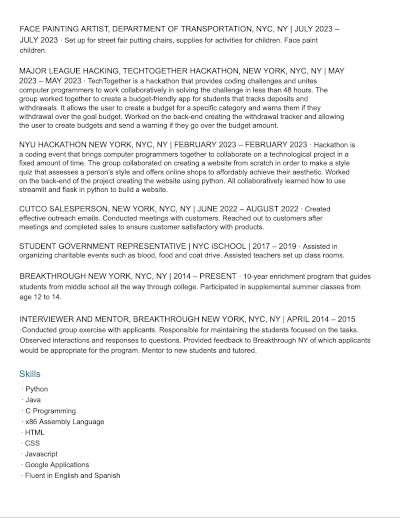 FACE PAINTING ARTIST, DEPARTMENT OF TRANSPORTATION, NYC, NY | JULY 2023 –
JULY 2023 · Set up for street fair putting chairs, supplies for activities for children. Face paint
children.
MAJOR LEAGUE HACKING, TECHTOGETHER HACKATHON, NEW YORK, NYC, NY | MAY
2023 – MAY 2023 · TechTogether is a hackathon that provides coding challenges and unites
computer programmers to work collaboratively in solving the challenge in less than 48 hours. The
group worked together to create a budget-friendly app for students that tracks deposits and
withdrawals. It allows the user to create a budget for a specific category and warns them if they
withdrawal over the goal budget. Worked on the back-end creating the withdrawal tracker and allowing
the user to create budgets and send a warning if they go over the budget amount.
NYU HACKATHON NEW YORK, NYC, NY | FEBRUARY 2023 – FEBRUARY 2023 · Hackathon is
a coding event that brings computer programmers together to collaborate on a technological project in a
fixed amount of time. The group collaborated on creating a website from scratch in order to make a style
quiz that assesses a person's style and offers online shops to affordably achieve their aesthetic. Worked
on the back-end of the project creating the website using python. All collaboratively learned how to use
streamlit and flask in python to build a website.
CUTCO SALESPERSON, NEW YORK, NYC, NY | JUNE 2022 – AUGUST 2022 · Created
effective outreach emails. Conducted meetings with customers. Reached out to customers after
meetings and completed sales to ensure customer satisfactory with products.
STUDENT GOVERNMENT REPRESENTATIVE | NYC iSCHOOL | 2017 – 2019 · Assisted in
organizing charitable events such as blood, food and coat drive. Assisted teachers set up class rooms.
BREAKTHROUGH NEW YORK, NYC, NY | 2014 – PRESENT · 10-year enrichment program that guides
students from middle school all the way through college. Participated in supplemental summer classes from
age 12 to 14.
INTERVIEWER AND MENTOR, BREAKTHROUGH NEW YORK, NYC, NY | APRIL 2014 – 2015
·Conducted group exercise with applicants. Responsible for maintaining the students focused on the tasks.
Observed interactions and responses to questions. Provided feedback to Breakthrough NY of which applicants
would be appropriate for the program. Mentor to new students and tutored.
Skills
· Python
· Java
· C Programming
· x86 Assembly Language
· HTML
· CSS
· Javascript
· Google Applications
· Fluent in English and Spanish